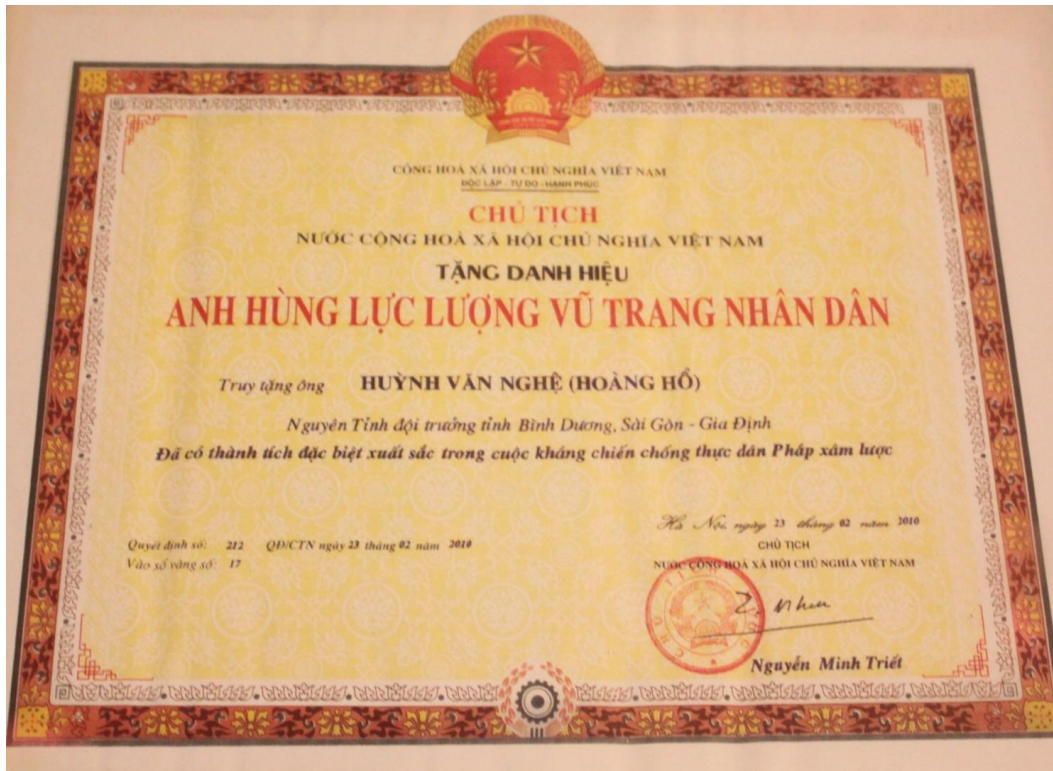 CỘNG HOÀ XÃ HỘI CHỦ NGHĨA VIỆT NAM
ĐỘC LẬP - TỰ DO - HẠNH PHÚC
CHỦ TỊCH
NƯỚC CỘNG HOÀ XÃ HỘI CHỦ NGHĨA VIỆT NAM
TẶNG DANH HIỆU
ANH HÙNG LỰC LƯỢNG VŨ TRANG NHÂN DÂN
Truy tặng ông HUỲNH VĂN NGHỆ (HOÀNG HỔ)
Nguyên Tỉnh đội trưởng tỉnh Bình Dương, Sài Gòn - Gia Định
Đã có thành tích đặc biệt xuất sắc trong cuộc kháng chiến chống thực dân Pháp xâm lược
Hà Nội, ngày 23 tháng 02 năm 2010
Quyết định số: 212 QĐ/CTN ngày 23 tháng 02 năm 2010
Vào sổ vàng số: 17
CHỦ TỊCH
NƯỚC CỘNG HOÀ XÃ HỘI CHỦ NGHĨA VIỆT NAM
Nguyễn Minh Triết